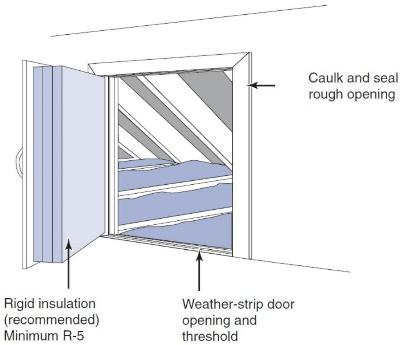 Caulk and seal
rough opening
Rigid insulation
(recommended)
Minimum R-5
Weather-strip door
opening and
threshold